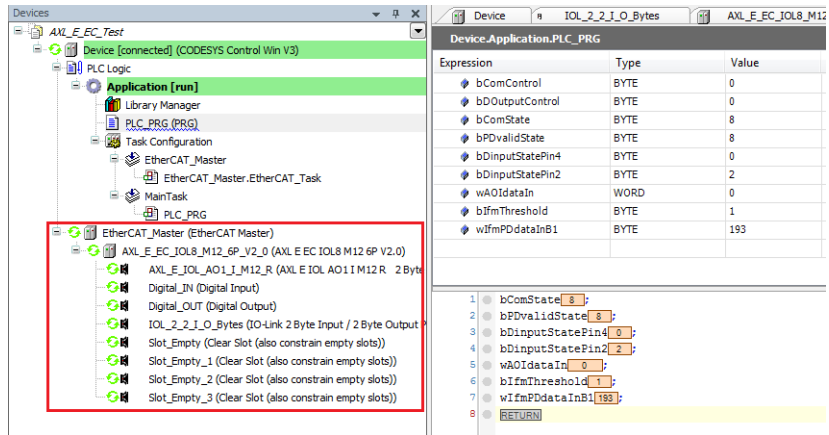 Devices
AXL_E_EC_Test
Device [connected] (CODESYS Control Win V3)
PLC Logic
Application [run]
Library Manager
PLC_PRG (PRG)
Task Configuration
EtherCAT_Master
EtherCAT_Master.EtherCAT_Task
MainTask
PLC_PRG
EtherCAT_Master (EtherCAT Master)
AXL_E_EC_IOL8_M12_6P_V2_0 (AXL E EC IOL8 M12 6P V2.0)
AXL_E_IOL_AO1_I_M12_R (AXL E IOL AO1 I M12 R 2 Byte
Digital_IN (Digital Input)
Digital_OUT (Digital Output)
IOL_2_2_I_O_Bytes (IO-Link 2 Byte Input / 2 Byte Output
Slot_Empty (Clear Slot (also constrain empty slots))
Slot_Empty_1 (Clear Slot (also constrain empty slots))
Slot_Empty_2 (Clear Slot (also constrain empty slots))
Slot_Empty_3 (Clear Slot (also constrain empty slots))
Device IOL_2_2_I_O_Bytes AXL_E_EC_IOL8_M12
Device.Application.PLC_PRG
Expression Type Value
bComControl BYTE 0
bDOutputControl BYTE 0
bComState BYTE 8
bPDvalidState BYTE 8
bDinputStatePin4 BYTE 0
bDinputStatePin2 BYTE 2
wAOIdataIn WORD 0
bIfmThreshold BYTE 1
wIfmPDdataInB1 BYTE 193
1 bComState 8 ;
2 bPDvalidState 8 ;
3 bDinputStatePin4 0 ;
4 bDinputStatePin2 2 ;
5 wAOIdataIn 0 ;
6 bIfmThreshold 1 ;
7 wIfmPDdataInB1 193 ;
8 RETURN